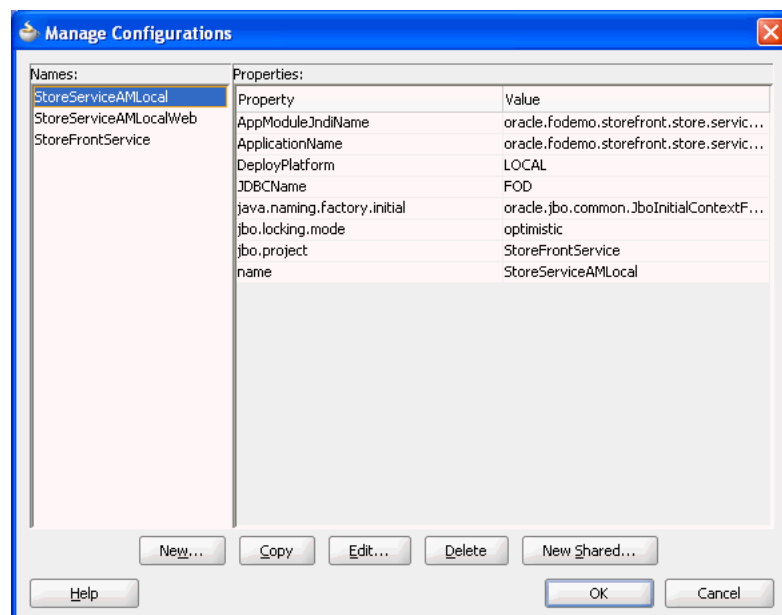 Manage Configurations
Names:
Properties:
StoreServiceAMLocal
StoreServiceAMLocalWeb
StoreFrontService
Property Value
AppModuleJndiName oracle.fodemo.storefront.store.servic...
ApplicationName oracle.fodemo.storefront.store.servic...
DeployPlatform LOCAL
JDBCName FOD
java.naming.factory.initial oracle.jbo.common.JboInitialContextF...
jbo.locking.mode optimistic
jbo.project StoreFrontService
name StoreServiceAMLocal
New... Copy Edit... Delete New Shared...
Help OK Cancel